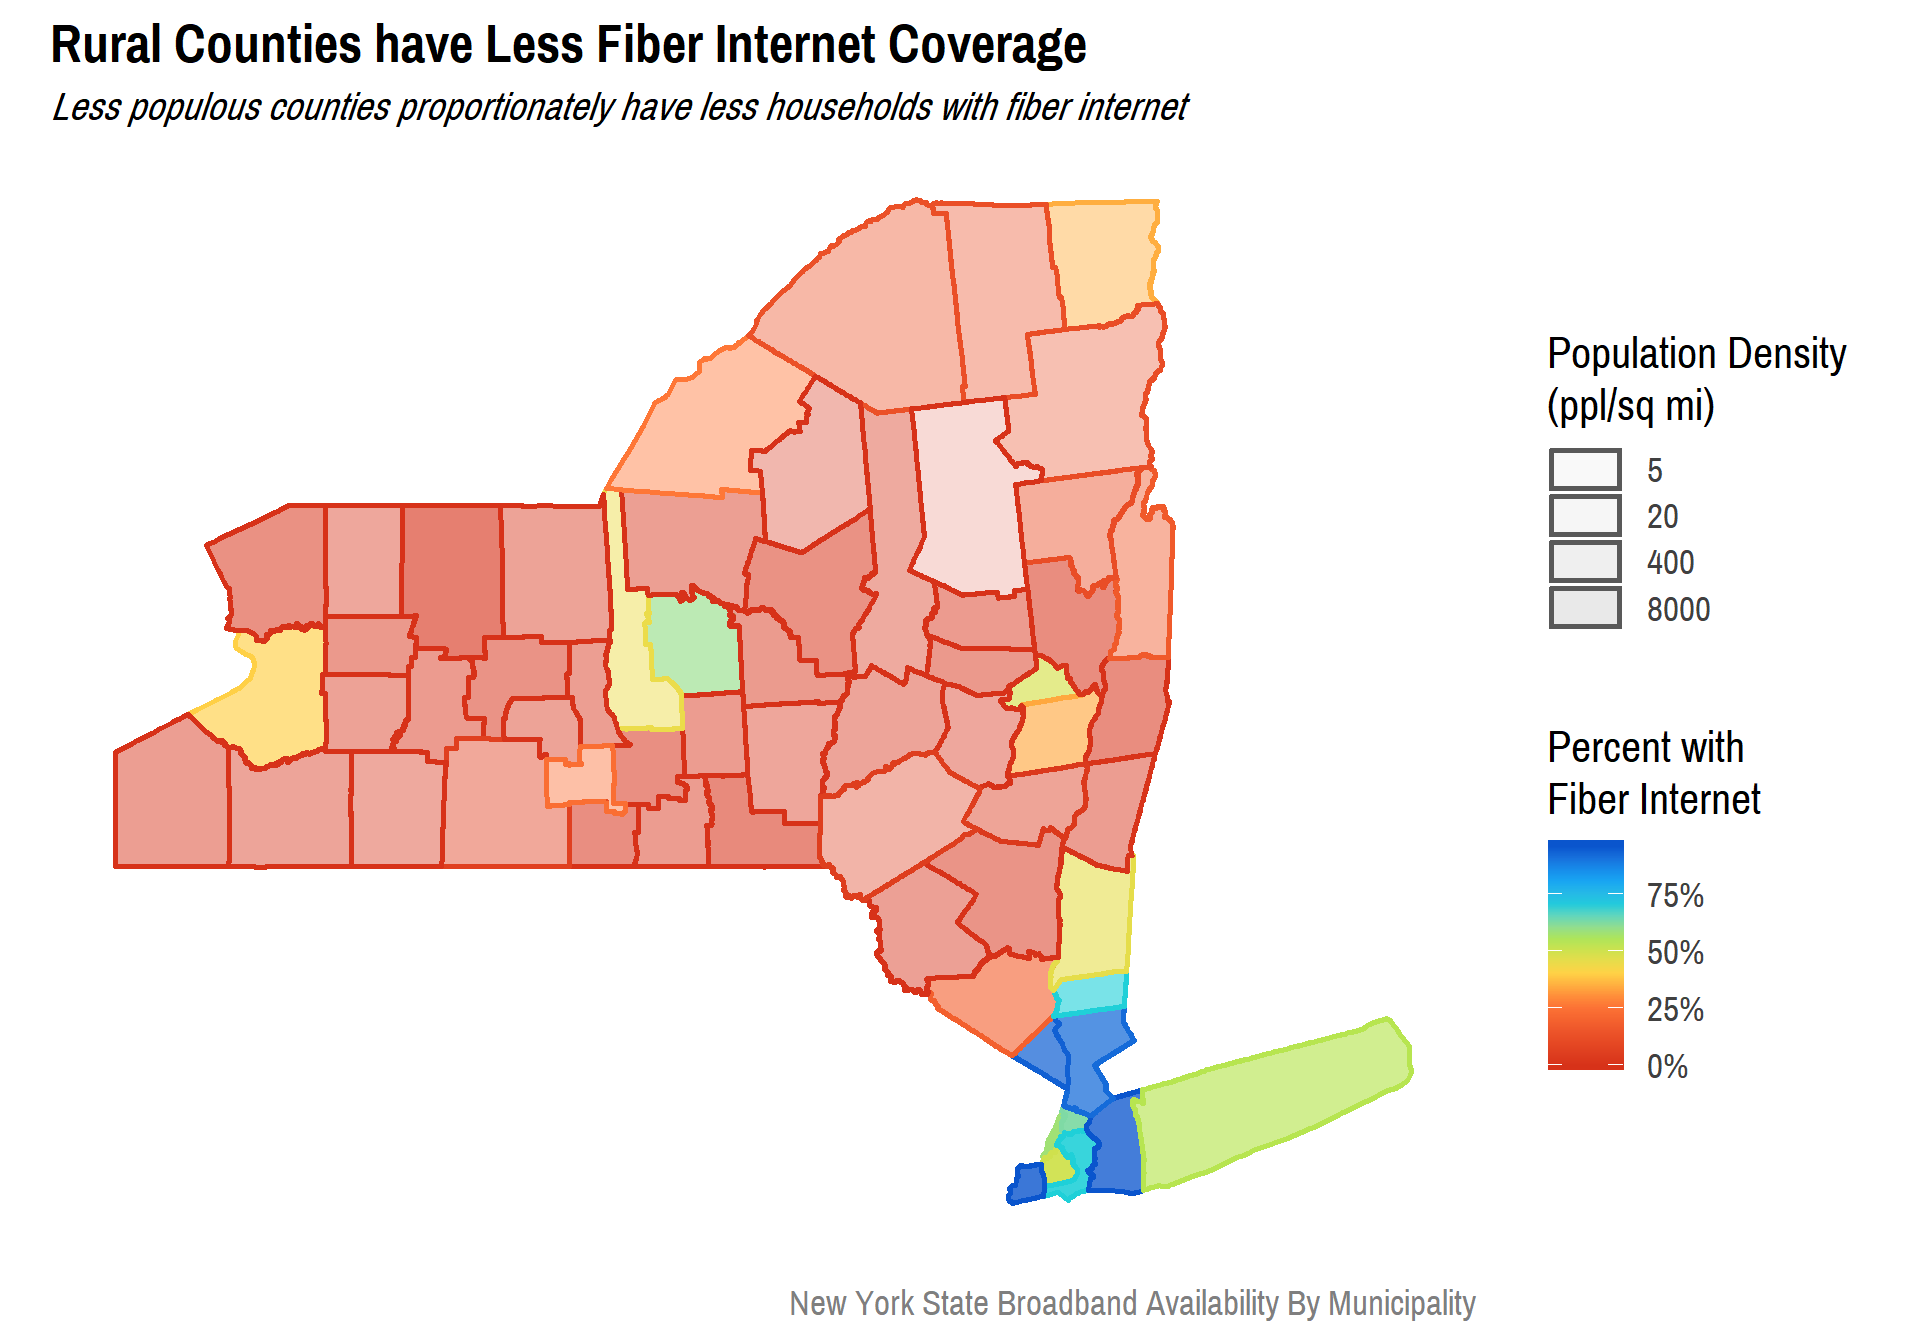 Rural Counties have Less Fiber Internet Coverage
Less populous counties proportionately have less households with fiber internet
Population Density
(ppl/sq mi)
5
20
400
8000
Percent with
Fiber Internet
75%
50%
25%
0%
New York State Broadband Availability By Municipality